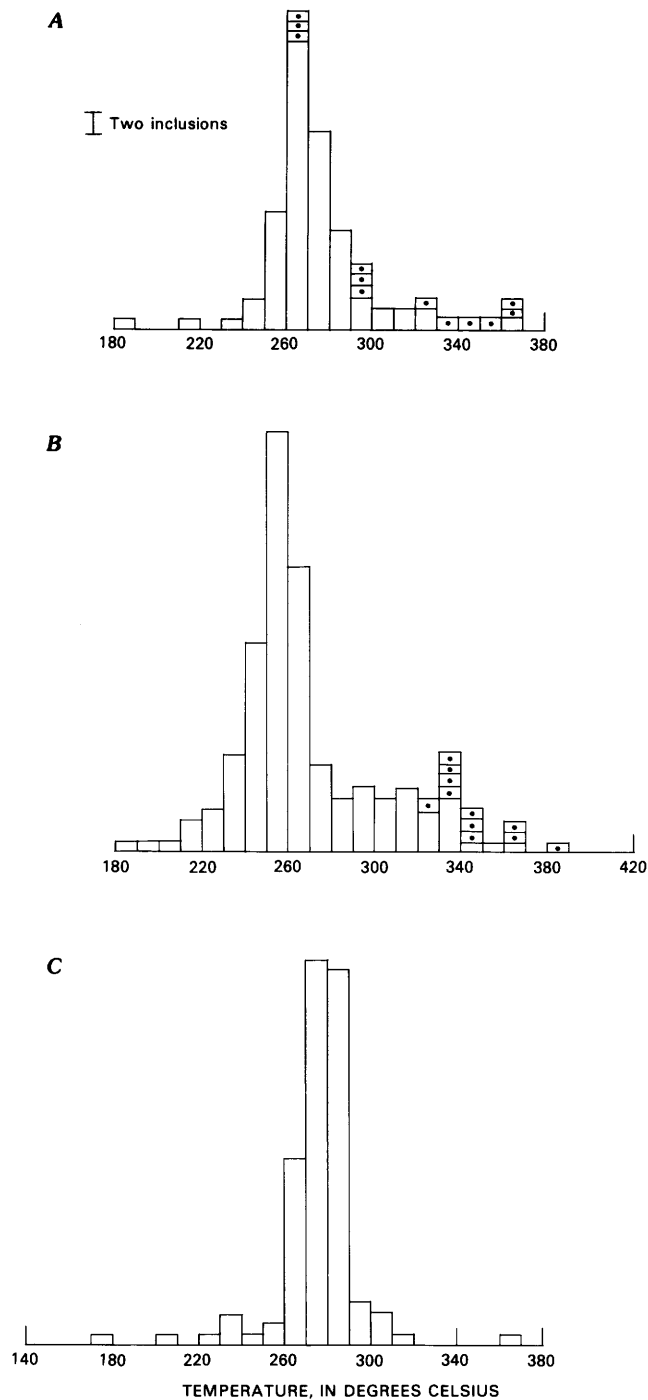 A
Two inclusions
180 220 260 300 340 380
B
180 220 260 300 340 380 420
C
140 180 220 260 300 340 380
TEMPERATURE, IN DEGREES CELSIUS